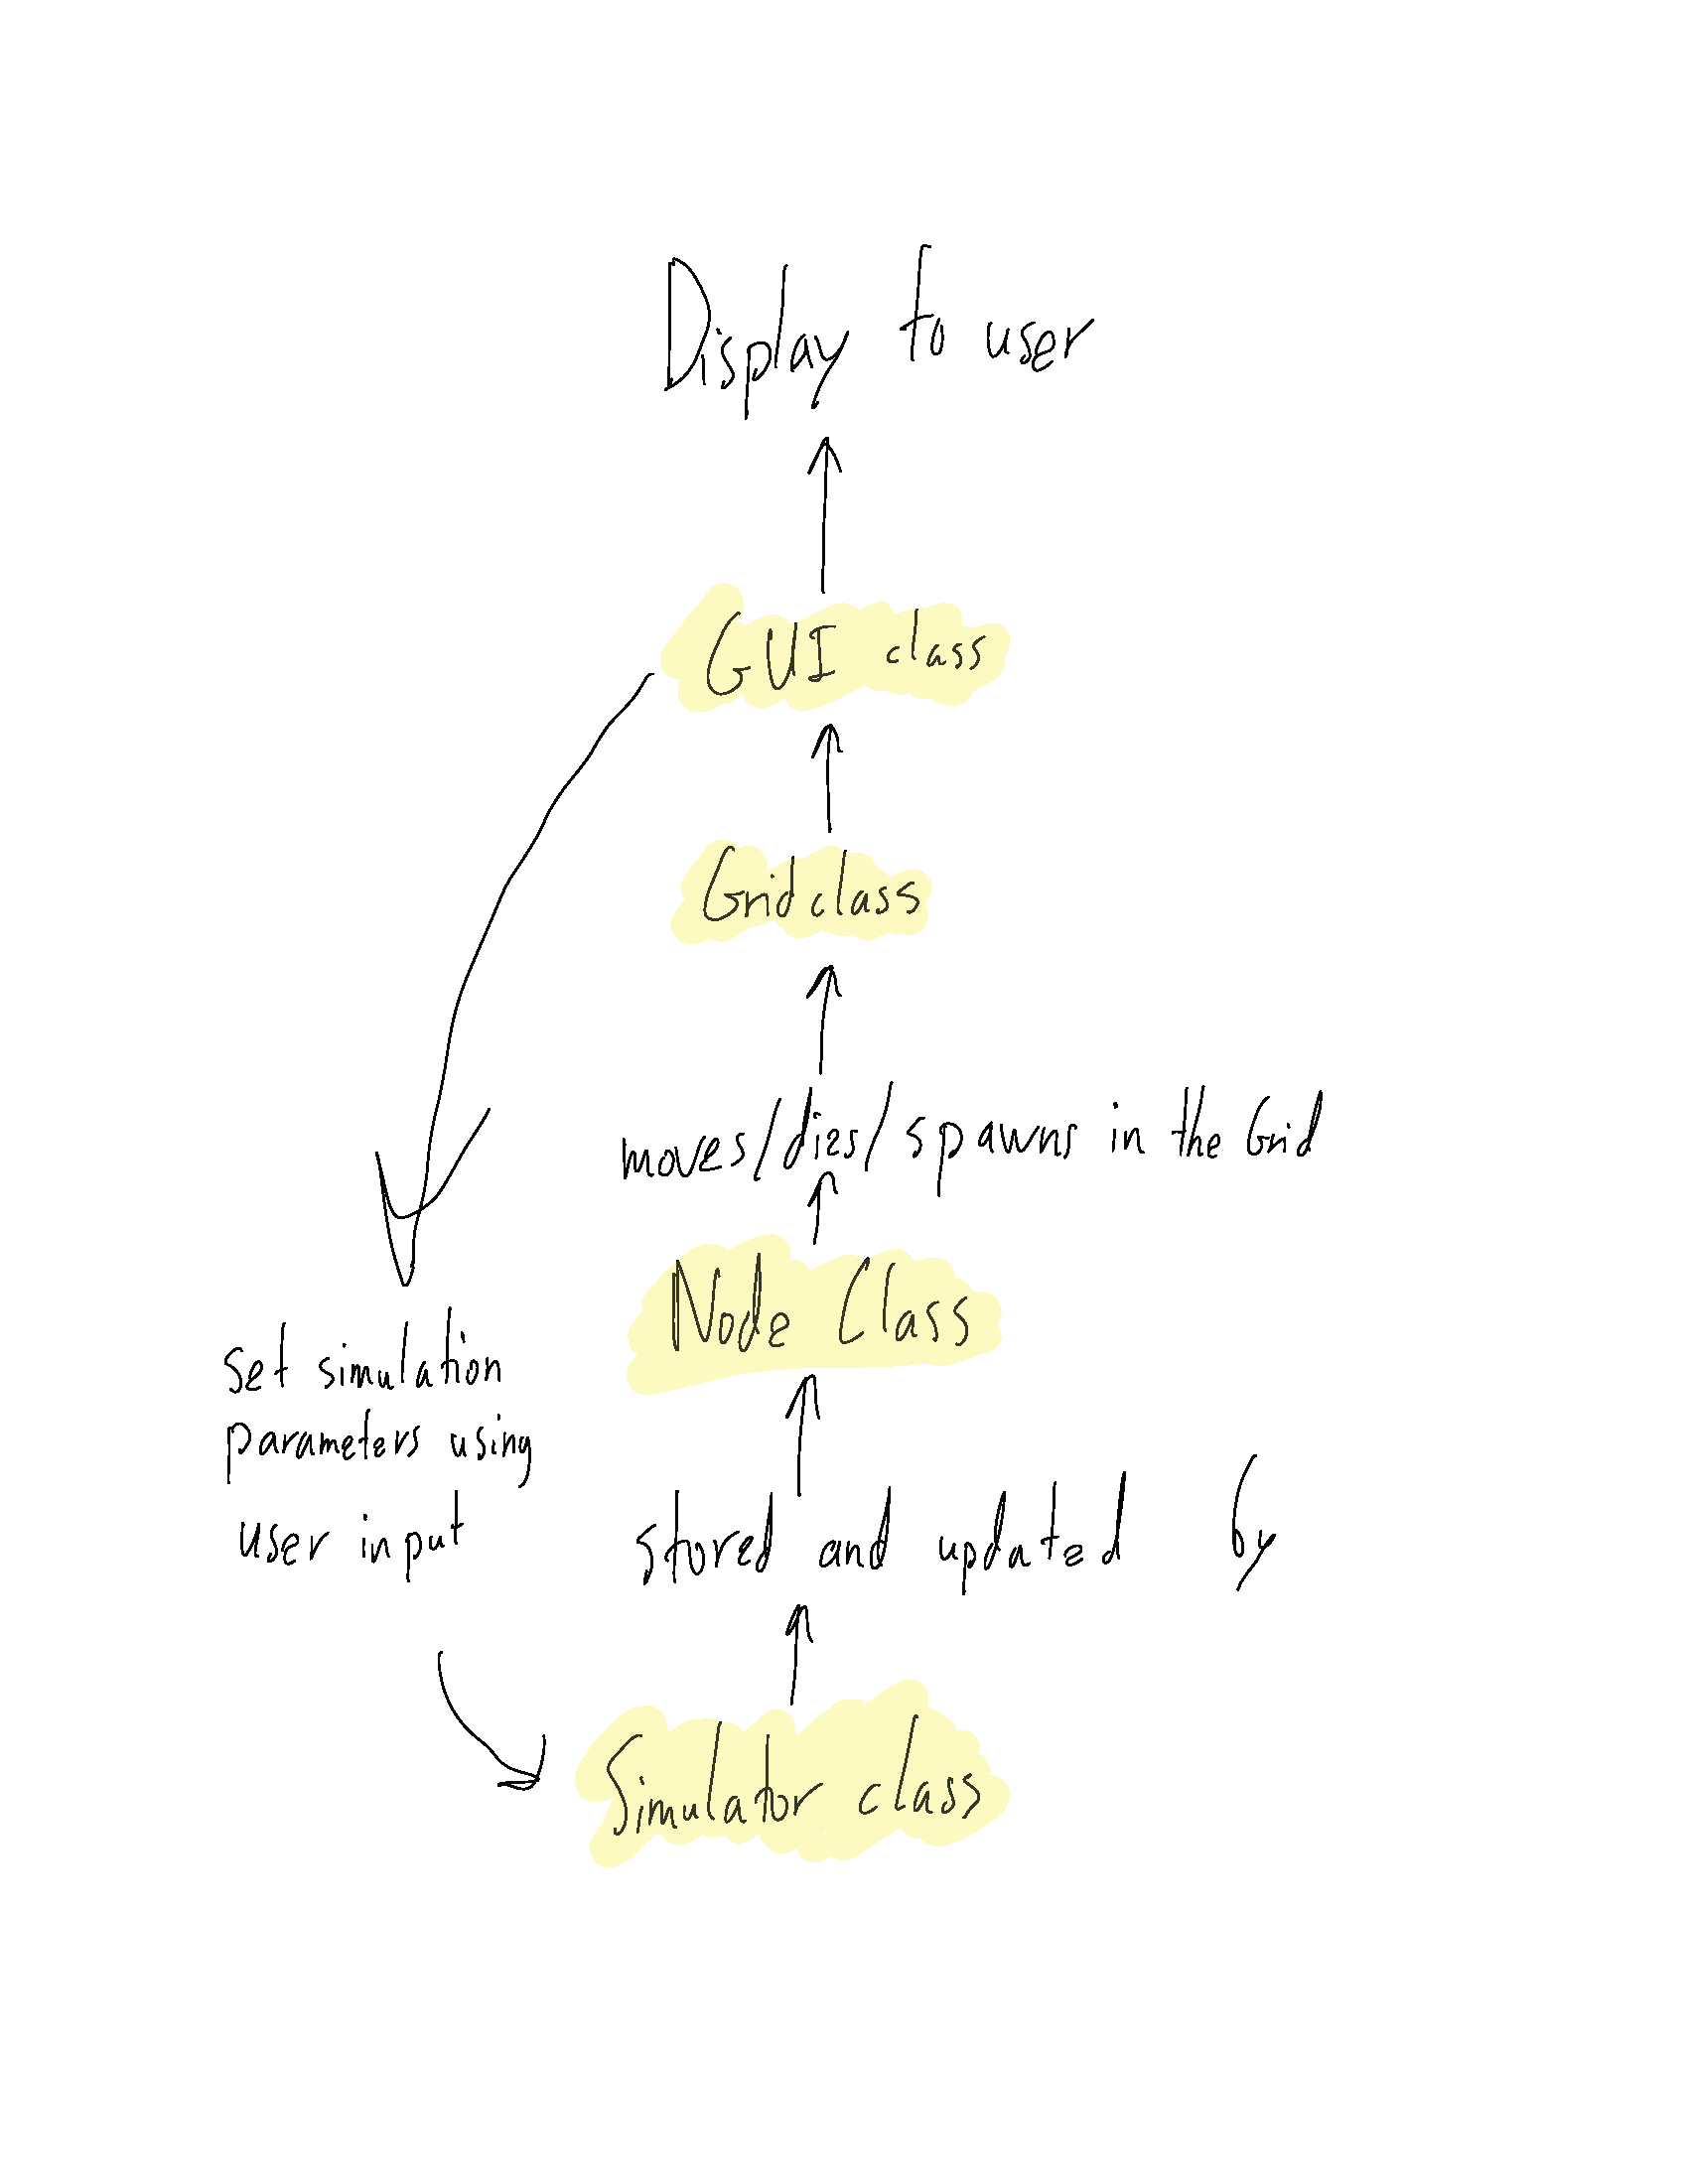 Display to user
GUI class
Grid class
moves/dies/spawns in the Grid
Node Class
set simulation
parameters using
user input
stored and updated by
Simulator class